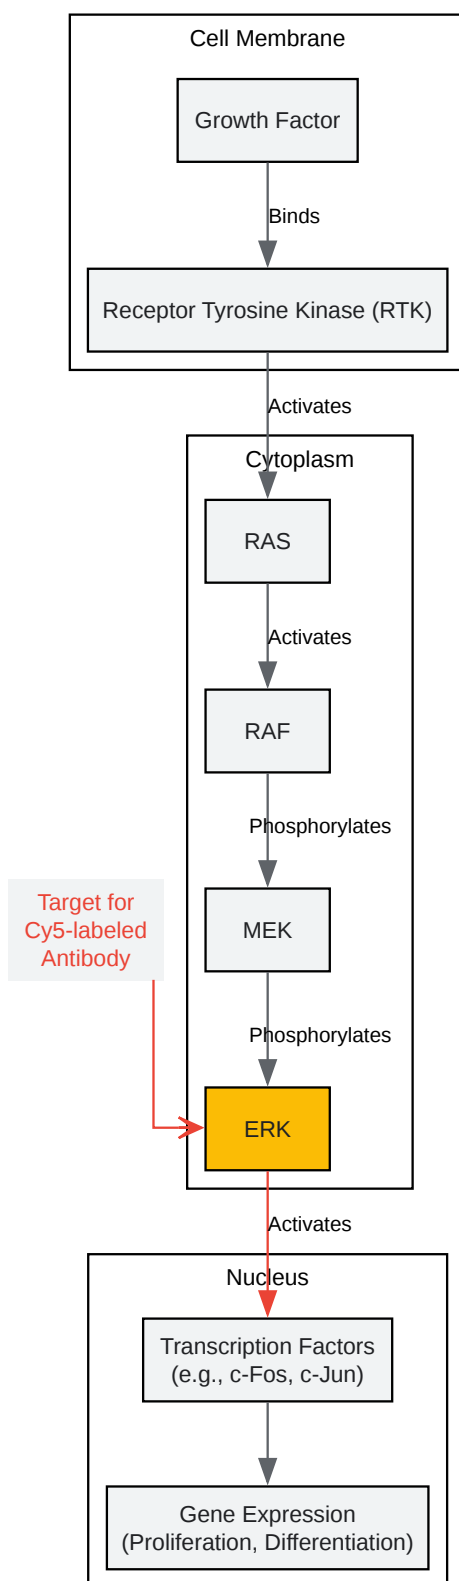 Cell Membrane
Growth Factor
Binds
Receptor Tyrosine Kinase (RTK)
Activates
Cytoplasm
RAS
Activates
RAF
Phosphorylates
Target for
Cy5-labeled
Antibody
MEK
Phosphorylates
ERK
Activates
Nucleus
Transcription Factors
(e.g., c-Fos, c-Jun)
Gene Expression
(Proliferation, Differentiation)